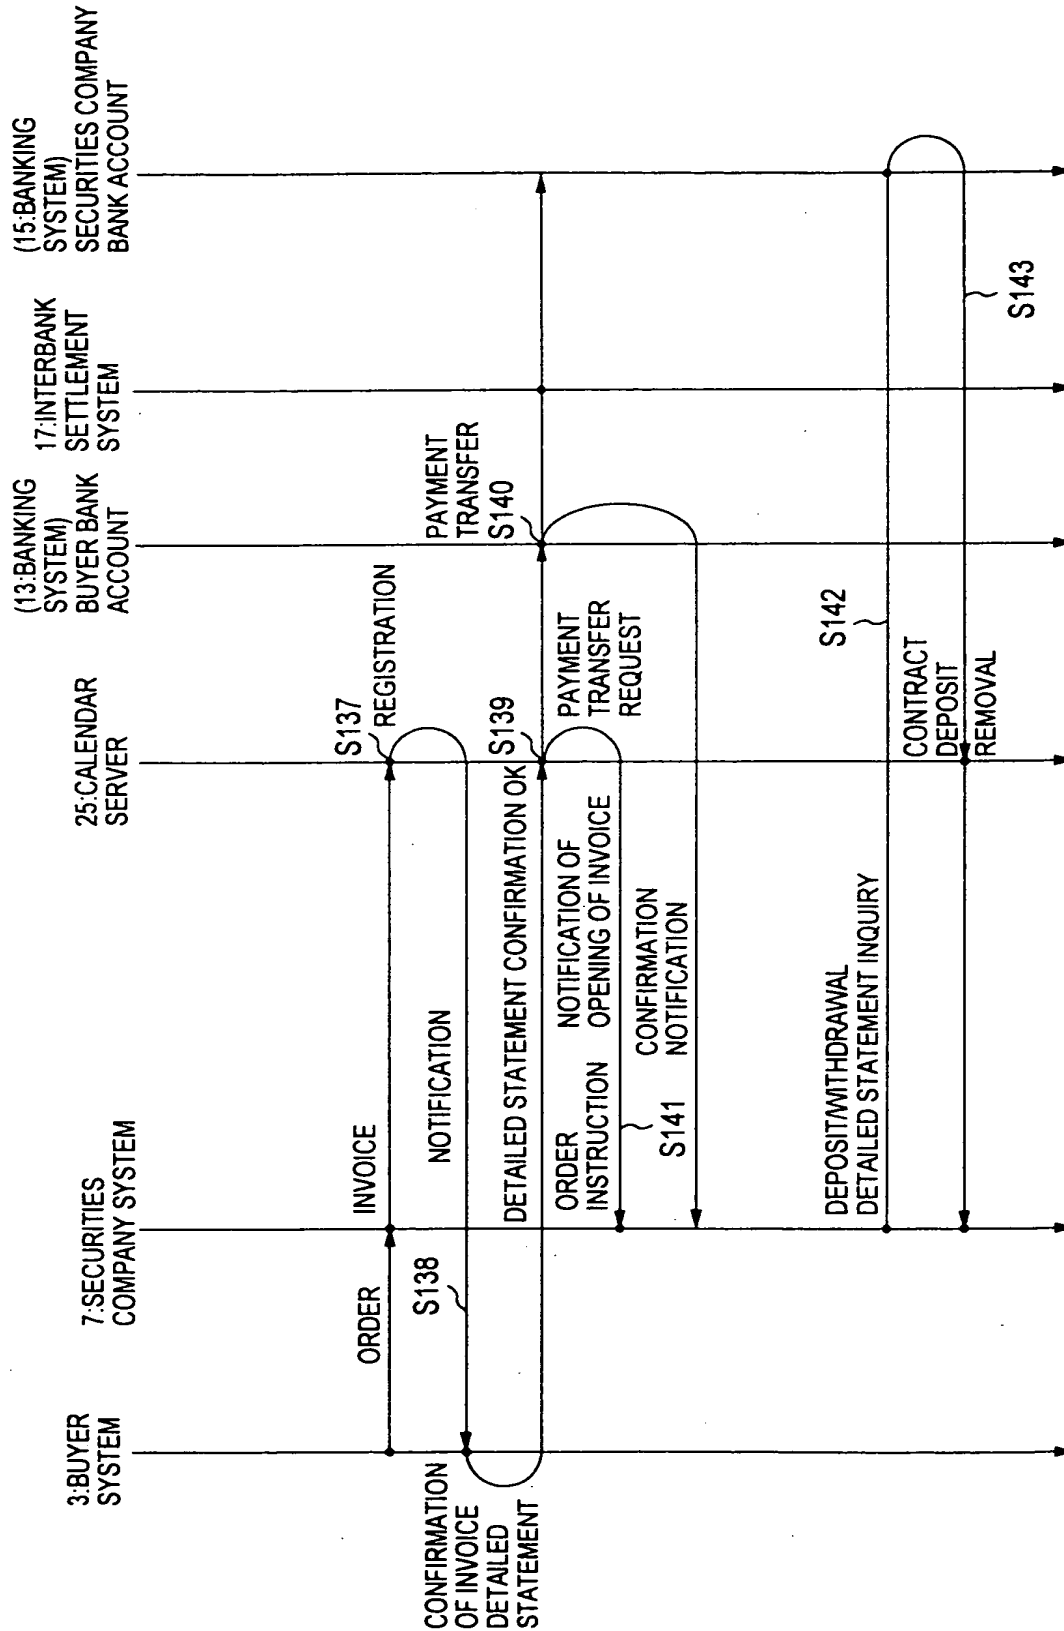 3:BUYER
SYSTEM
7:SECURITIES
COMPANY SYSTEM
25:CALENDAR
SERVER
(13:BANKING
SYSTEM)
BUYER BANK
ACCOUNT
17:INTERBANK
SETTLEMENT
SYSTEM
(15:BANKING
SYSTEM)
SECURITIES COMPANY
BANK ACCOUNT
ORDER
INVOICE
S137
REGISTRATION
S138
NOTIFICATION
CONFIRMATION
OF INVOICE
DETAILED
STATEMENT
DETAILED STATEMENT CONFIRMATION OK
S139
PAYMENT
TRANSFER
REQUEST
PAYMENT
TRANSFER
S140
ORDER
INSTRUCTION
NOTIFICATION OF
OPENING OF INVOICE
S141
CONFIRMATION
NOTIFICATION
DEPOSIT/WITHDRAWAL
DETAILED STATEMENT INQUIRY
S142
CONTRACT
DEPOSIT
REMOVAL
S143